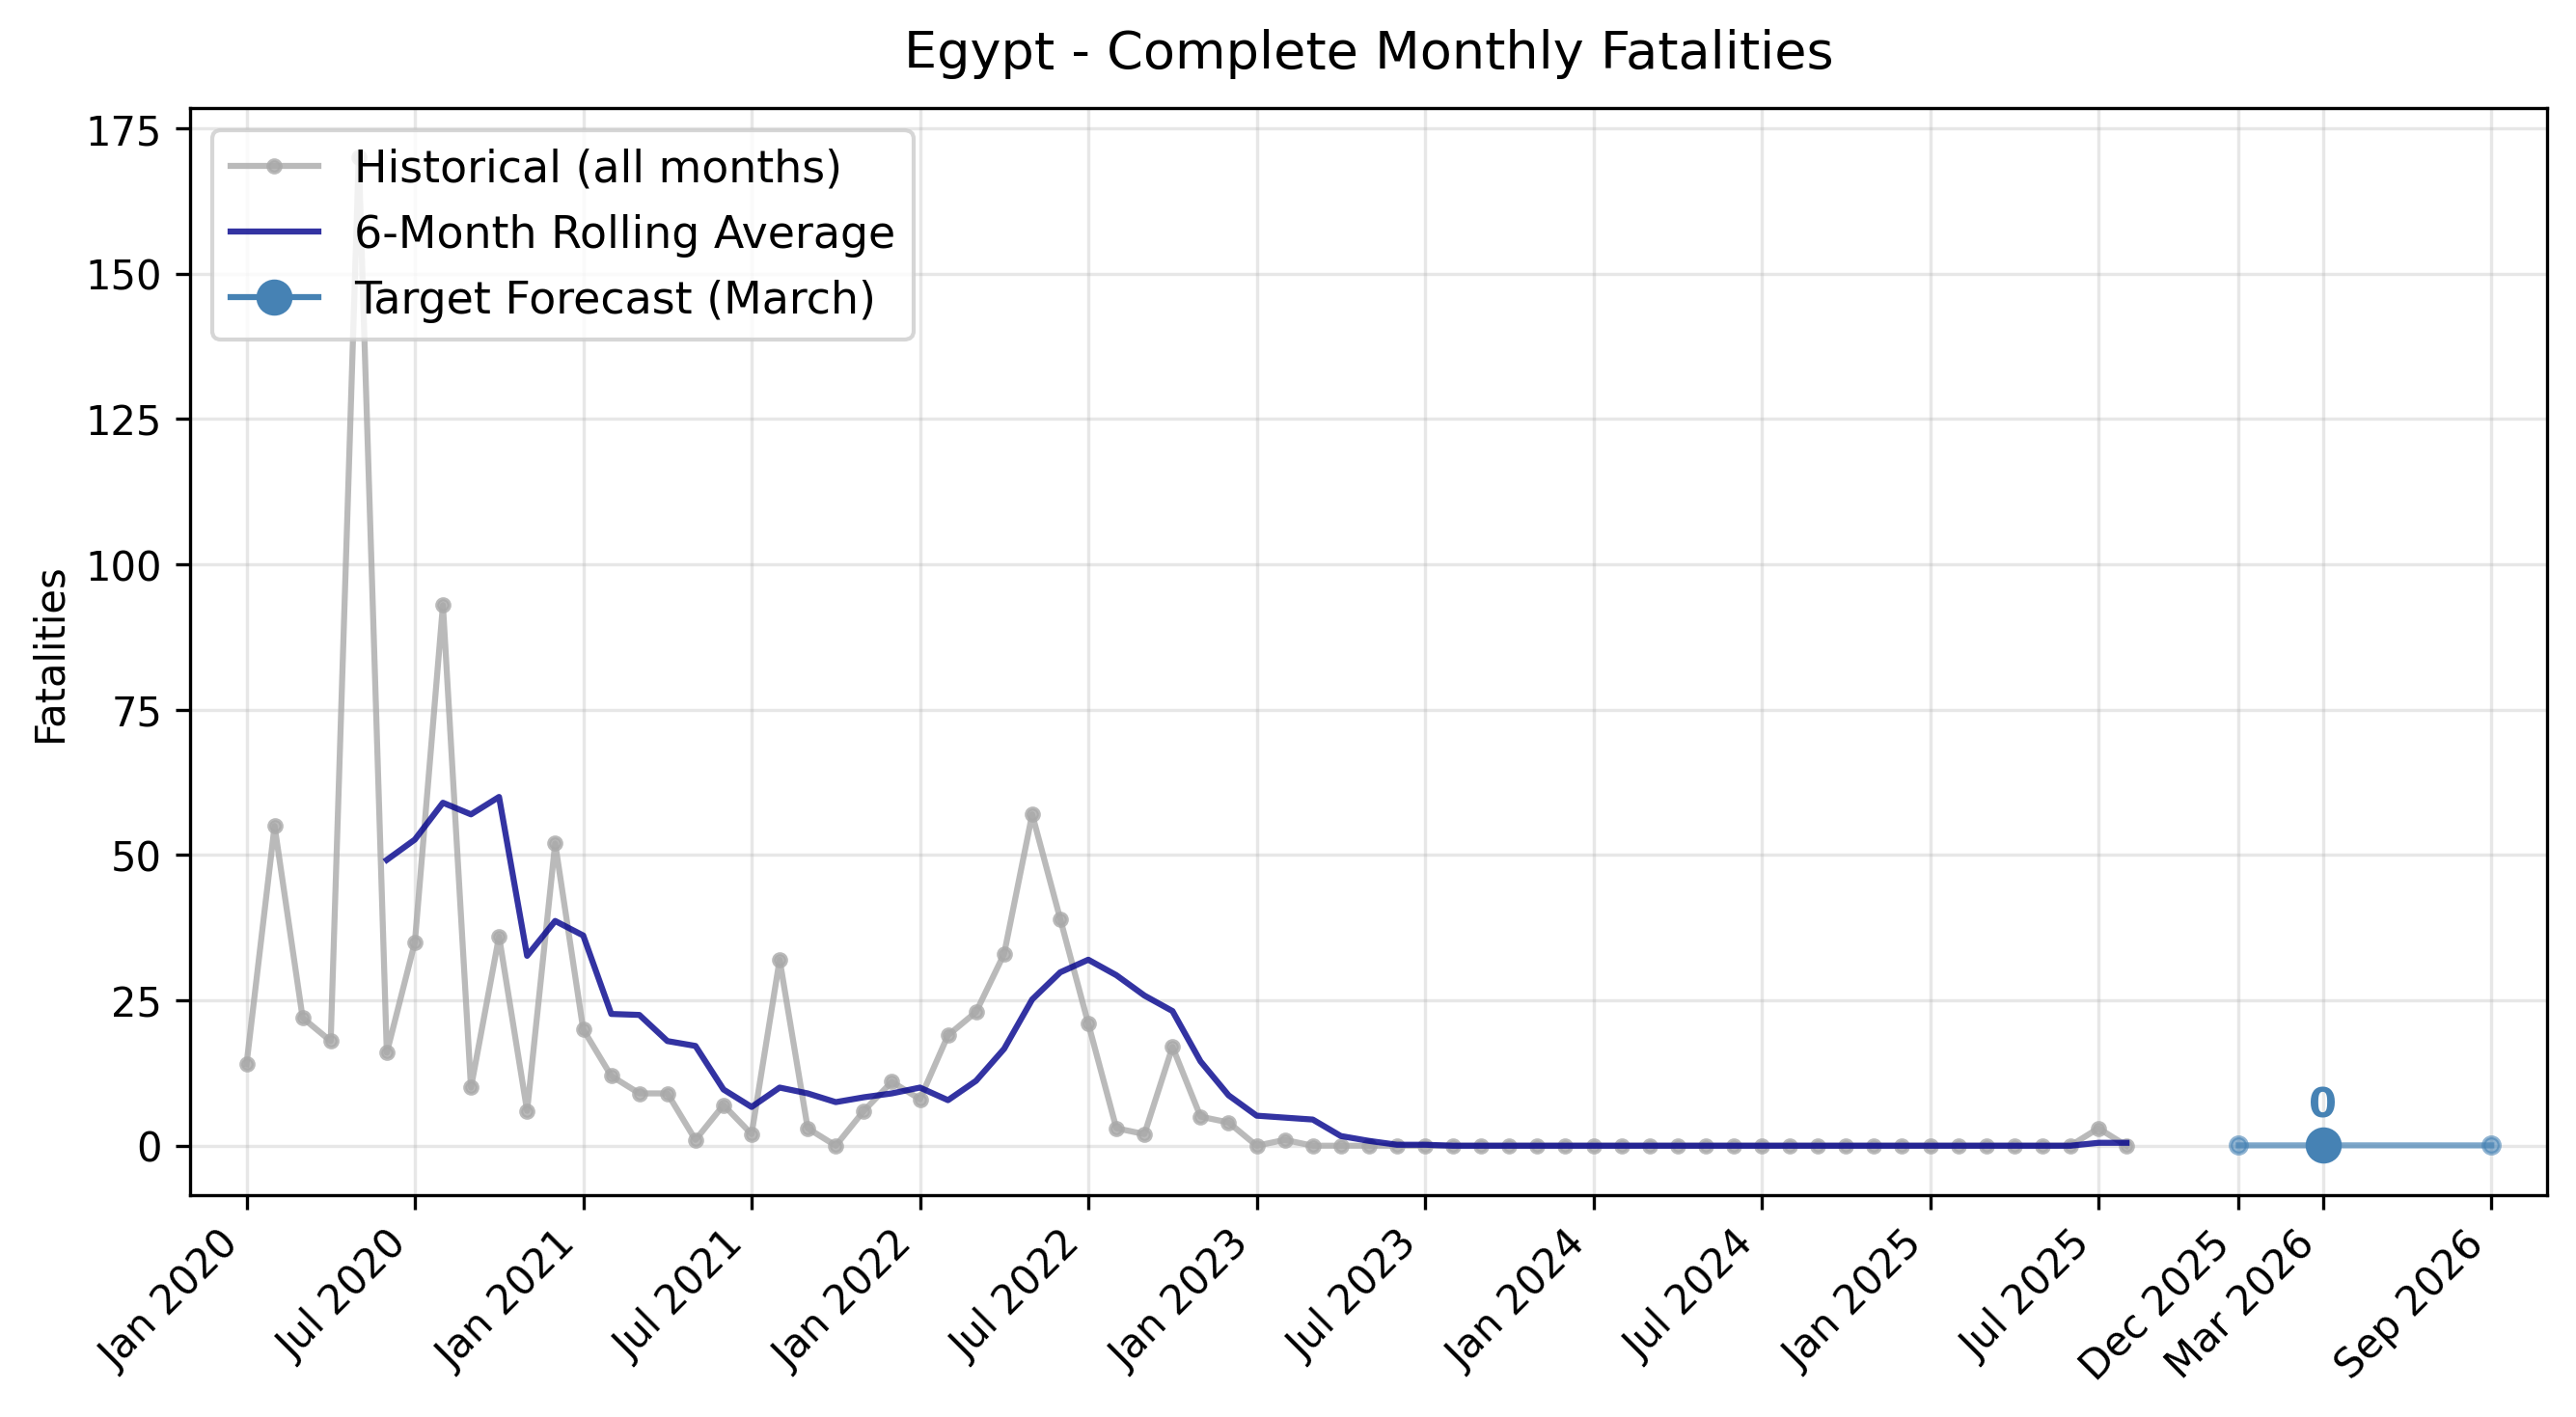 Egypt - Complete Monthly Fatalities
Historical (all months)
6-Month Rolling Average
Target Forecast (March)
Fatalities
175
150
125
100
75
50
25
0
0
Jan 2020
Jul 2020
Jan 2021
Jul 2021
Jan 2022
Jul 2022
Jan 2023
Jul 2023
Jan 2024
Jul 2024
Jan 2025
Jul 2025
Dec 2025
Mar 2026
Sep 2026